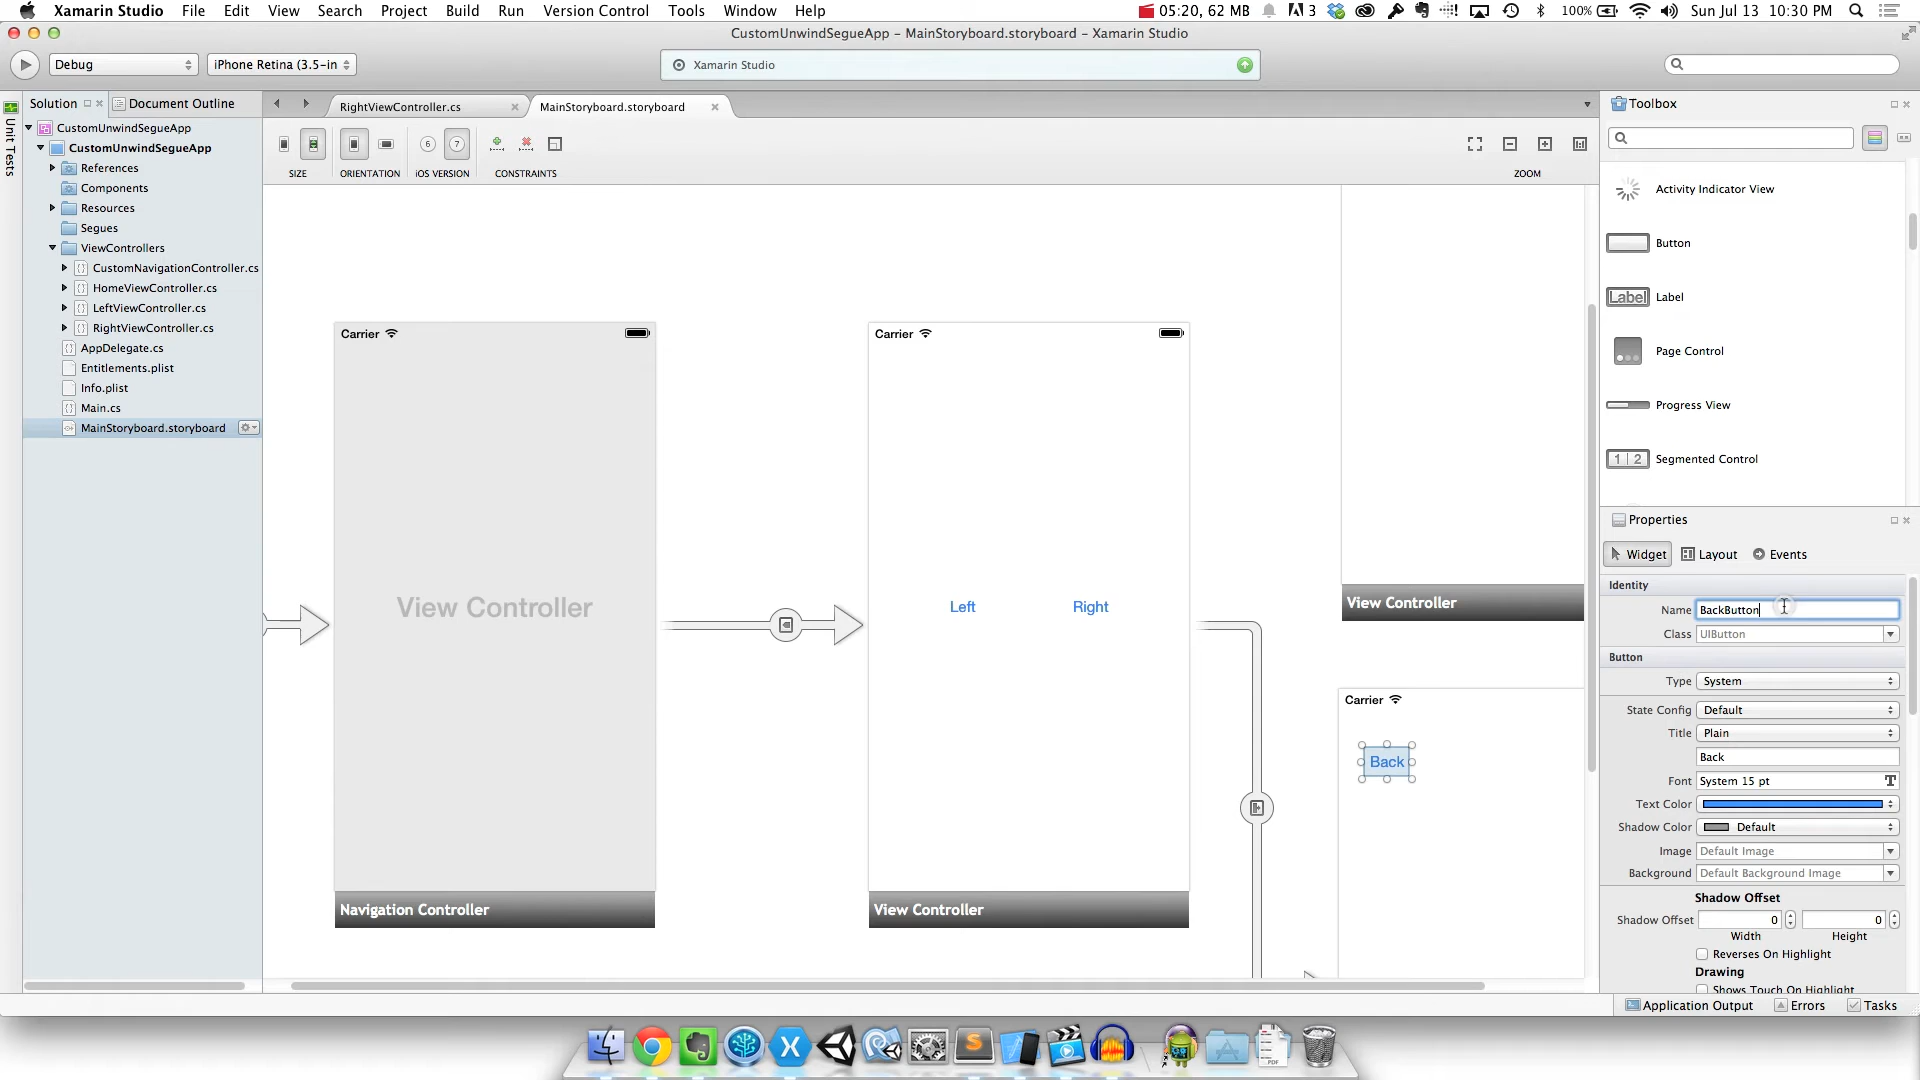 Xamarin Studio File Edit View Search Project Build Run Version Control Tools Window Help 05:20, 62 MB 3 100% Sun Jul 13 10:30 PM
CustomUnwindSegueApp – MainStoryboard.storyboard – Xamarin Studio
Debug iPhone Retina (3.5-in Xamarin Studio
Solution Document Outline RightViewController.cs MainStoryboard.storyboard Toolbox
Unit Tests
CustomUnwindSegueApp
CustomUnwindSegueApp
References
Components
Resources
Segues
ViewControllers
CustomNavigationController.cs
HomeViewController.cs
LeftViewController.cs
RightViewController.cs
AppDelegate.cs
Entitlements.plist
Info.plist
Main.cs
MainStoryboard.storyboard
6 7
SIZE ORIENTATION iOS VERSION CONSTRAINTS ZOOM
Carrier
View Controller
Navigation Controller
Carrier
Left Right
View Controller
View Controller
Carrier
Back
Activity Indicator View
Button
Label Label
Page Control
Progress View
1 2 Segmented Control
Properties
Widget Layout Events
Identity
Name BackButton
Class UIButton
Button
Type System
State Config Default
Title Plain
Back
Font System 15 pt T
Text Color
Shadow Color Default
Image Default Image
Background Default Background Image
Shadow Offset
Shadow Offset 0 0
Width Height
Reverses On Highlight
Drawing
Shows Touch On Highlight
Application Output Errors Tasks
PDF